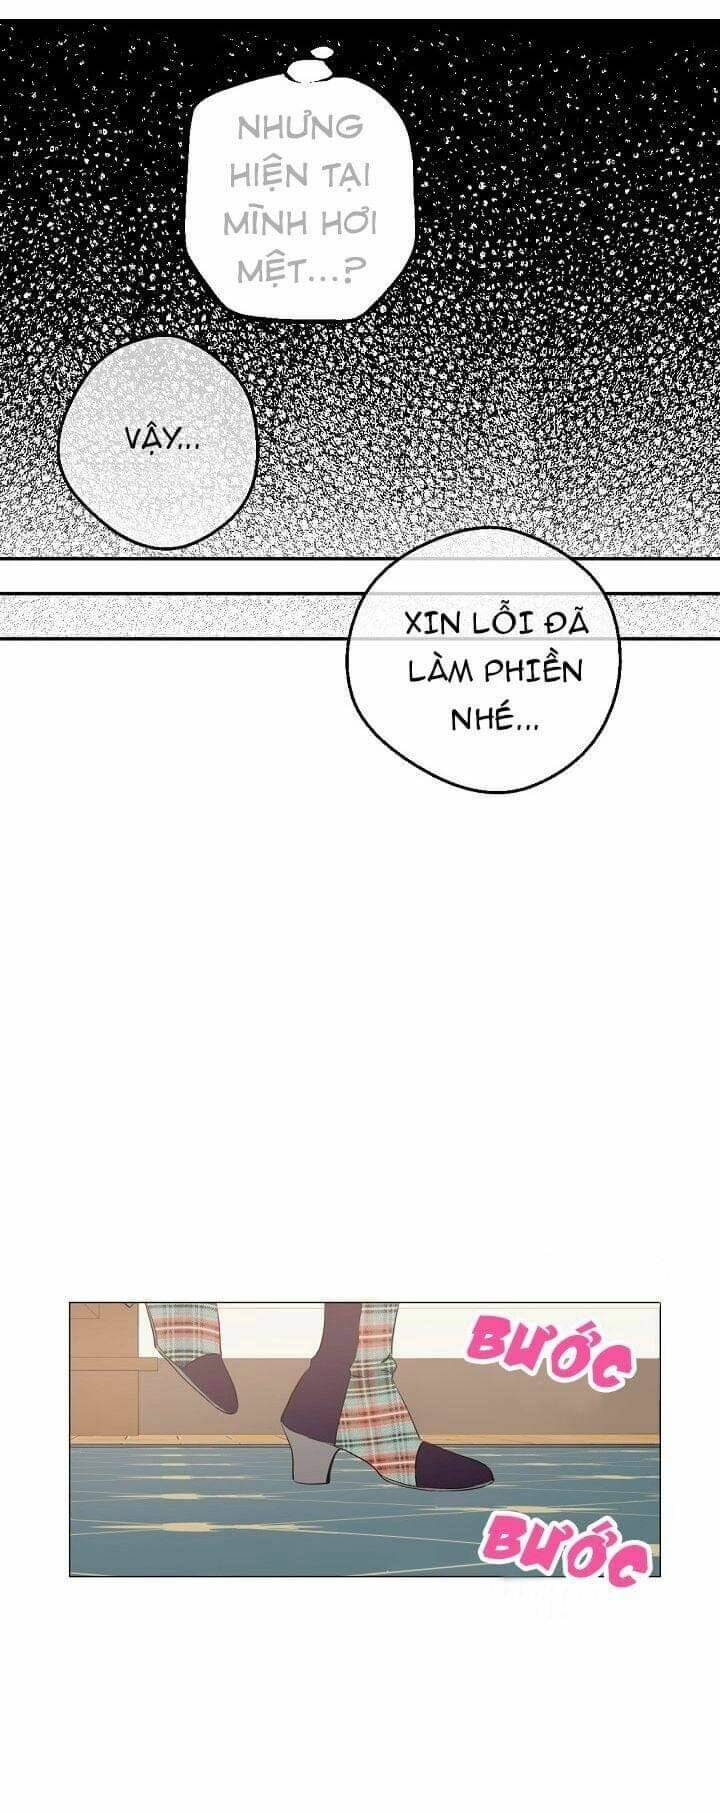 NHƯNG
HIỆN TẠI
MÌNH HƠI
MỆT...?
VẬY...
XIN LỖI ĐÃ
LÀM PHIỀN
NHÉ...
BƯỚC
BƯỚC